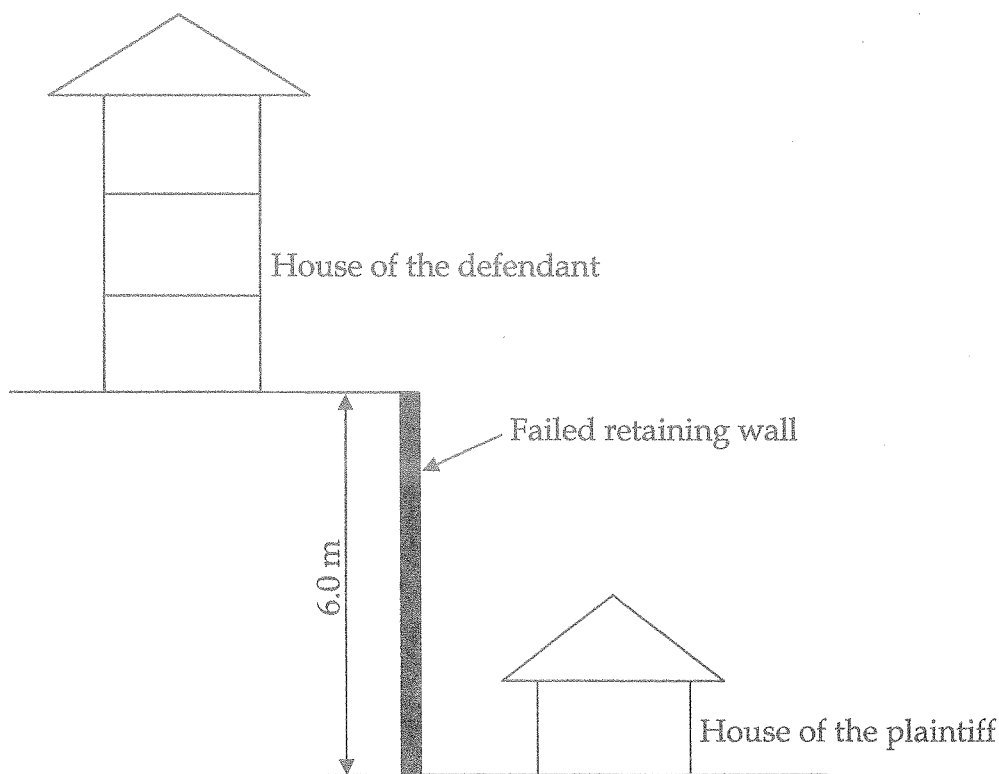 House of the defendant
Failed retaining wall
6.0 m
House of the plaintiff